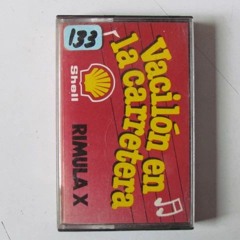 133
Vacilón en
la carretera
Shell
RIMULA X